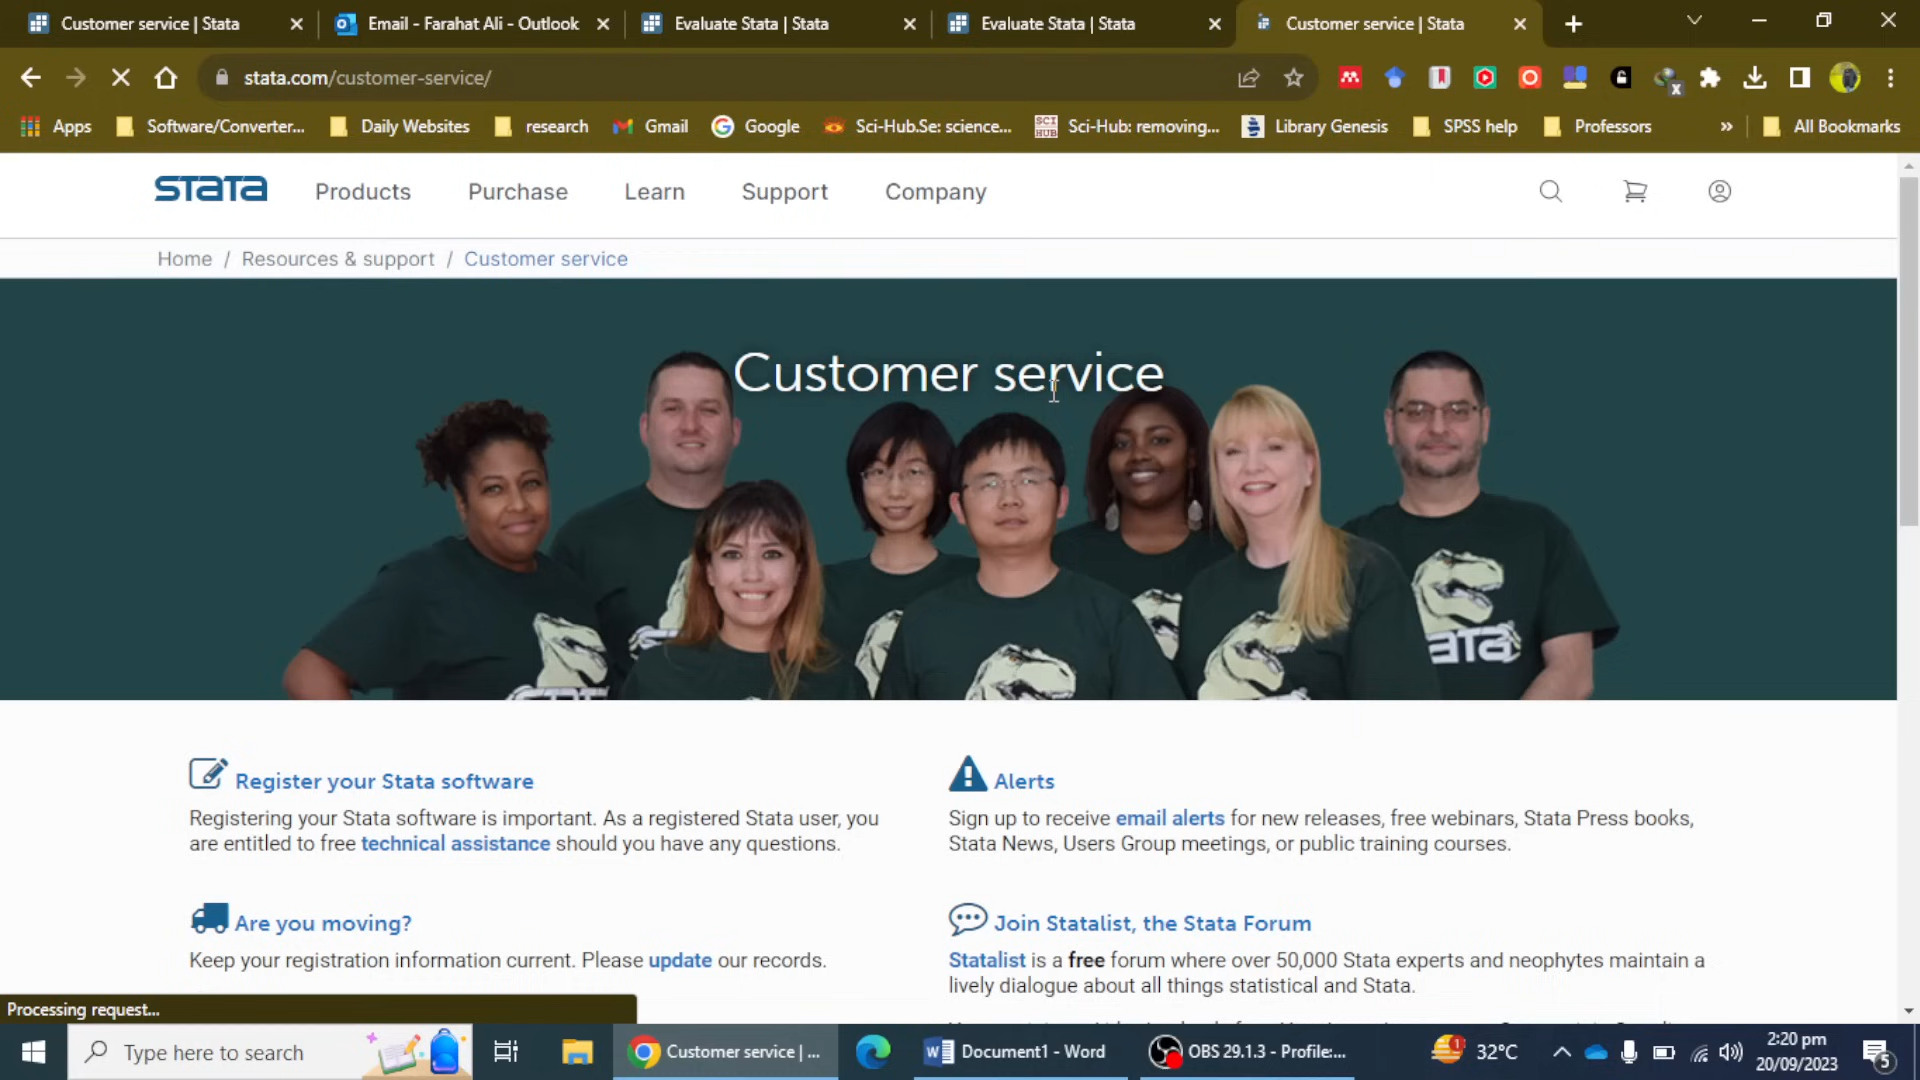 Customer service | Stata
Email - Farahat Ali - Outlook
Evaluate Stata | Stata
Evaluate Stata | Stata
Customer service | Stata
stata.com/customer-service/
Apps
Software/Converter...
Daily Websites
research
Gmail
Google
Sci-Hub.Se: science...
SCI HUB
Sci-Hub: removing...
Library Genesis
SPSS help
Professors
»
All Bookmarks
STATA Products Purchase Learn Support Company
Home / Resources & support / Customer service
Customer service
Register your Stata software
Registering your Stata software is important. As a registered Stata user, you
are entitled to free technical assistance should you have any questions.
Alerts
Sign up to receive email alerts for new releases, free webinars, Stata Press books,
Stata News, Users Group meetings, or public training courses.
Are you moving?
Keep your registration information current. Please update our records.
Join Statalist, the Stata Forum
Statalist is a free forum where over 50,000 Stata experts and neophytes maintain a
lively dialogue about all things statistical and Stata.
Processing request...
Type here to search
Customer service | ...
Document1 - Word
OBS 29.1.3 - Profile:...
1
32°C
2:20 pm
20/09/2023
5